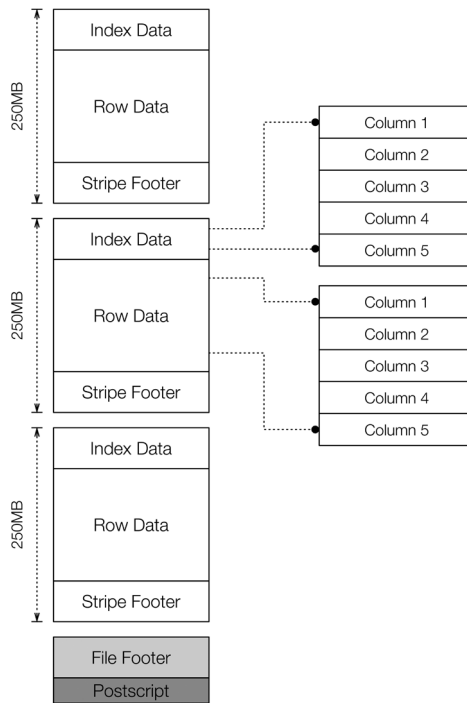 250MB
Index Data
Row Data
Stripe Footer
250MB
Index Data
Row Data
Stripe Footer
250MB
Index Data
Row Data
Stripe Footer
File Footer
Postscript
Column 1
Column 2
Column 3
Column 4
Column 5
Column 1
Column 2
Column 3
Column 4
Column 5